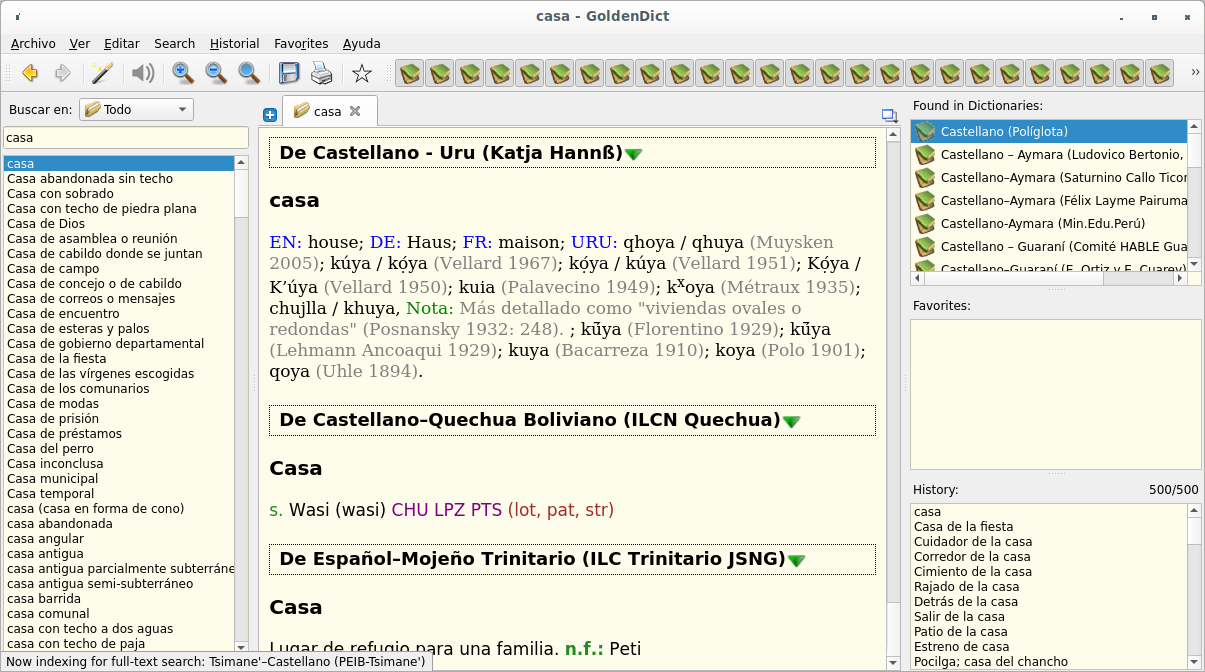 casa - GoldenDict
Archivo Ver Editar Search Historial Favorites Ayuda
Buscar en: Todo
casa
casa
Casa abandonada sin techo
Casa con sobrado
Casa con techo de piedra plana
Casa de Dios
Casa de asamblea o reunión
Casa de cabildo donde se juntan
Casa de campo
Casa de concejo o de cabildo
Casa de correos o mensajes
Casa de encuentro
Casa de esteras y palos
Casa de gobierno departamental
Casa de la fiesta
Casa de las vírgenes escogidas
Casa de los comunarios
Casa de modas
Casa de prisión
Casa de préstamos
Casa del perro
Casa inconclusa
Casa municipal
Casa temporal
casa (casa en forma de cono)
casa abandonada
casa angular
casa antigua
casa antigua parcialmente subterráne
casa antigua semi-subterráneo
casa barrida
casa comunal
casa con techo a dos aguas
casa con techo de paja
Now indexing for full-text search: Tsimane'–Castellano (PEIB-Tsimane')
casa
De Castellano - Uru (Katja Hannß)
casa
EN: house; DE: Haus; FR: maison; URU: qhoya / qhuya (Muysken
2005); kúya / kọ́ya (Vellard 1967); kọ́ya / kúya (Vellard 1951); Kọ́ya /
K’úya (Vellard 1950); kuia (Palavecino 1949); kˣoya (Métraux 1935);
chujlla / khuya, Nota: Más detallado como "viviendas ovales o
redondas" (Posnansky 1932: 248). ; kǖya (Florentino 1929); kǖya
(Lehmann Ancoaqui 1929); kuya (Bacarreza 1910); koya (Polo 1901);
qoya (Uhle 1894).
De Castellano–Quechua Boliviano (ILCN Quechua)
Casa
s. Wasi (wasi) CHU LPZ PTS (lot, pat, str)
De Español–Mojeño Trinitario (ILC Trinitario JSNG)
Casa
Lugar de refugio para una familia. n.f.: Peti
Found in Dictionaries:
Castellano (Políglota)
Castellano – Aymara (Ludovico Bertonio,
Castellano–Aymara (Saturnino Callo Ticon
Castellano–Aymara (Félix Layme Pairuma
Castellano-Aymara (Min.Edu.Perú)
Castellano – Guaraní (Comité HABLE Gua
Castellano–Guaraní (E. Ortiz y E. Cuarey)
Favorites:
History: 500/500
casa
Casa de la fiesta
Cuidador de la casa
Corredor de la casa
Cimiento de la casa
Rajado de la casa
Detrás de la casa
Salir de la casa
Patio de la casa
Estreno de casa
Pocilga; casa del chancho